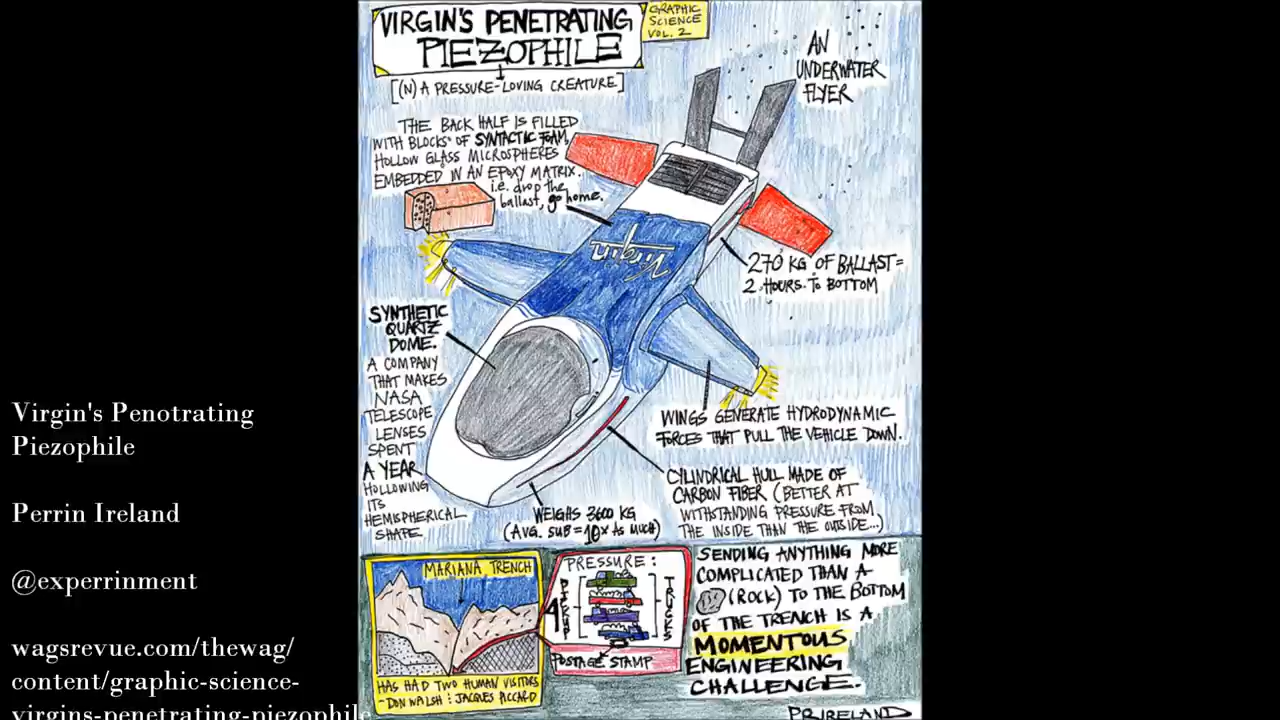 VIRGIN'S PENETRATING
PIEZOPHILE
GRAPHIC
SCIENCE
VOL. 2
[(N) A PRESSURE-LOVING CREATURE]
AN
UNDERWATER
FLYER
THE BACK HALF IS FILLED
WITH BLOCKS OF SYNTACTIC FOAM,
HOLLOW GLASS MICROSPHERES
EMBEDDED IN AN EPOXY MATRIX.
i.e. drop the
ballast, go home.
Virgin
270 KG OF BALLAST =
2 HOURS TO BOTTOM
SYNTHETIC
QUARTZ
DOME.
A COMPANY
THAT MAKES
NASA
TELESCOPE
LENSES
SPENT
A YEAR
HOLLOWING
ITS
HEMISPHERICAL
SHAPE
WINGS GENERATE HYDRODYNAMIC
FORCES THAT PULL THE VEHICLE DOWN.
CYLINDRICAL HULL MADE OF
CARBON FIBER (BETTER AT
WITHSTANDING PRESSURE FROM
THE INSIDE THAN THE OUTSIDE...)
WEIGHS 3600 KG
(AVG. SUB = 10x AS MUCH)
MARIANA TRENCH
HAS HAD TWO HUMAN VISITORS
-DON WALSH : JACQUES PICCARD
PRESSURE:
4 PICKUP TRUCKS
POSTAGE STAMP
SENDING ANYTHING MORE
COMPLICATED THAN A
(ROCK) TO THE BOTTOM
OF THE TRENCH IS A
MOMENTOUS
ENGINEERING
CHALLENGE.
P.R.IRELAND
Virgin's Penotrating
Piezophile
Perrin Ireland
@experrinment
wagsrevue.com/thewag/
content/graphic-science-
virgins-penetrating-piezophile